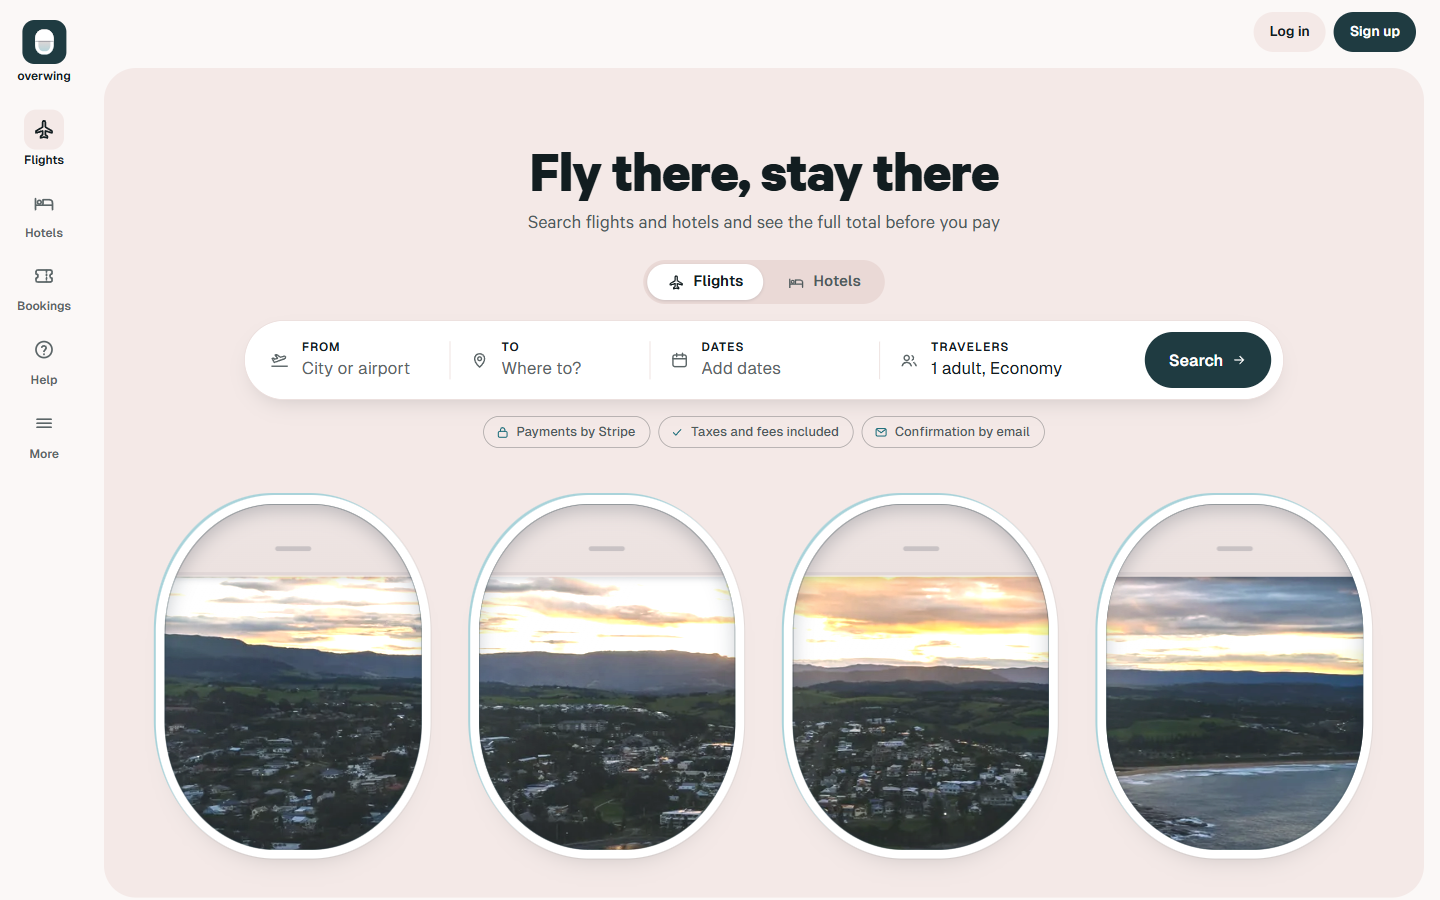 Log in
Sign up
overwing
Flights
Hotels
Bookings
Help
More
Fly there, stay there
Search flights and hotels and see the full total before you pay
Flights
Hotels
FROM
City or airport
TO
Where to?
DATES
Add dates
TRAVELERS
1 adult, Economy
Search
Payments by Stripe
Taxes and fees included
Confirmation by email